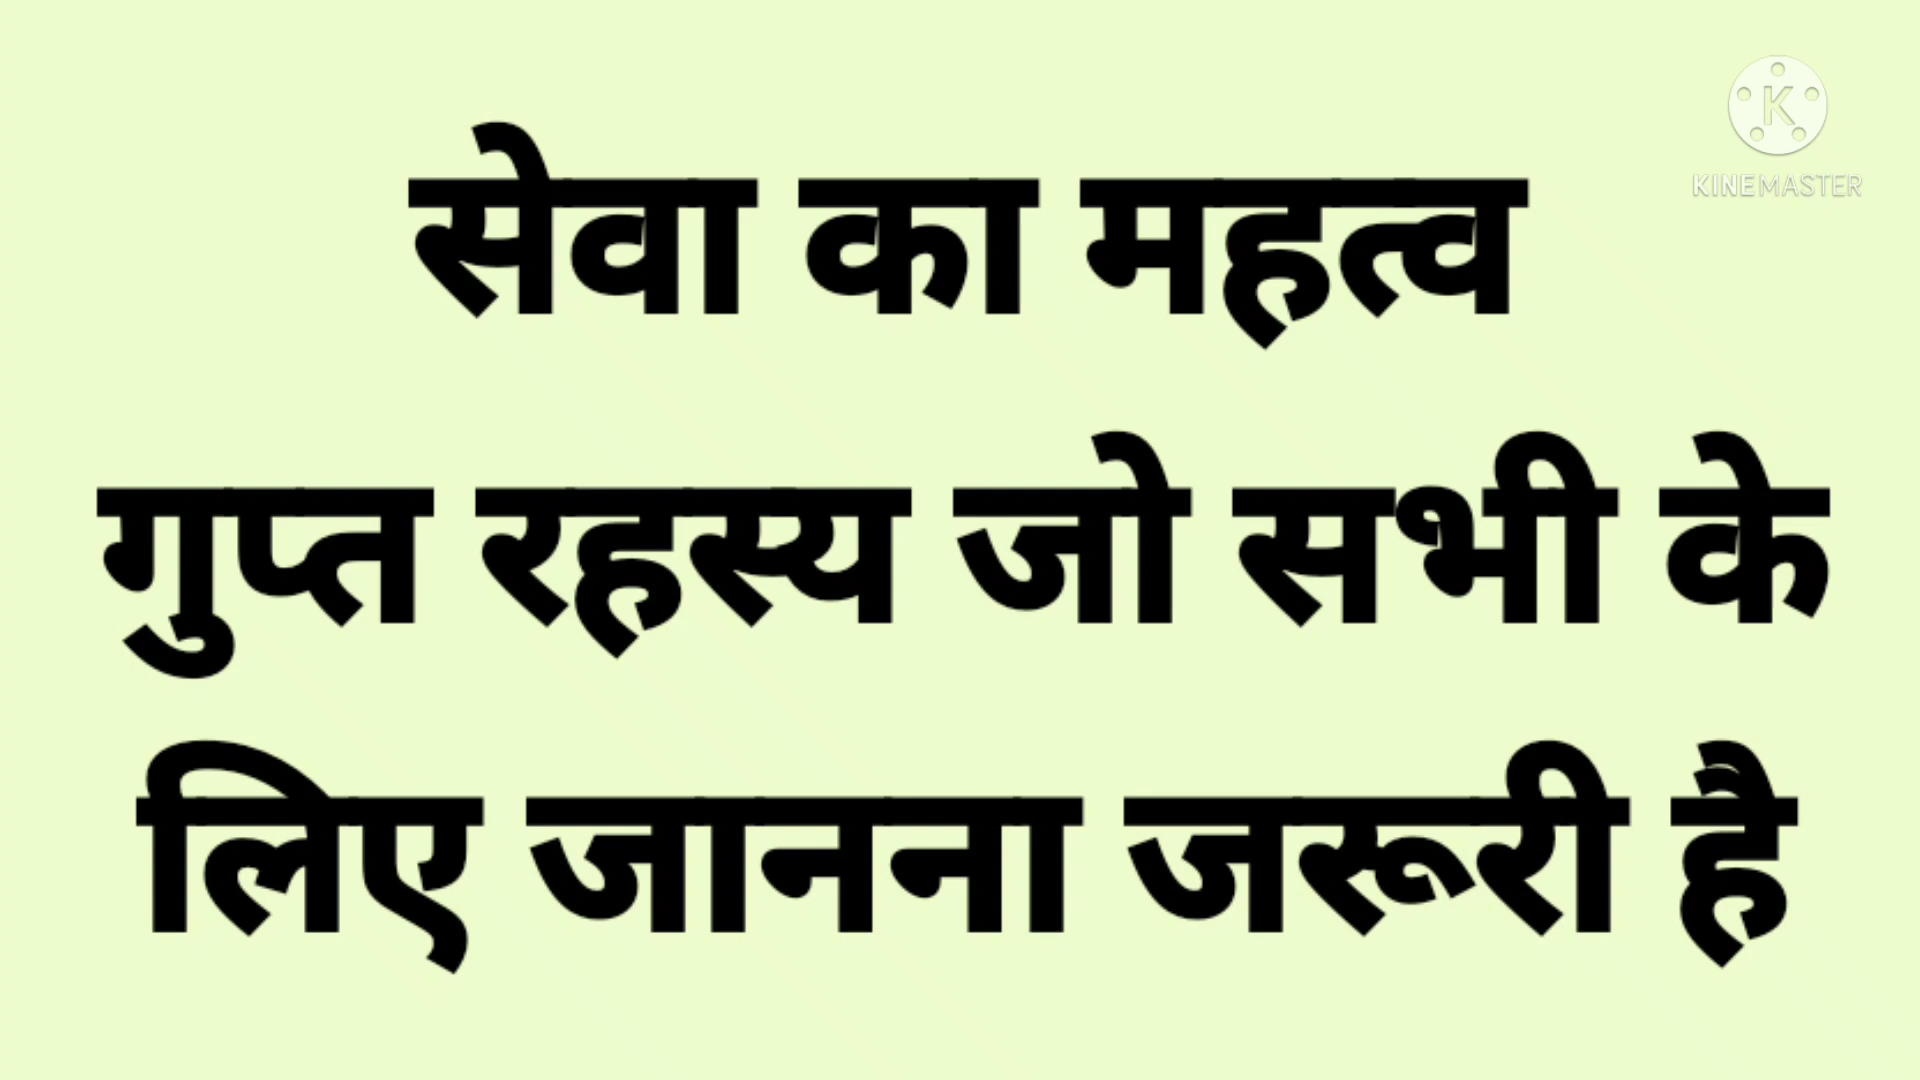 K
KINEMASTER
सेवा का महत्व
गुप्त रहस्य जो सभी के
लिए जानना जरूरी है